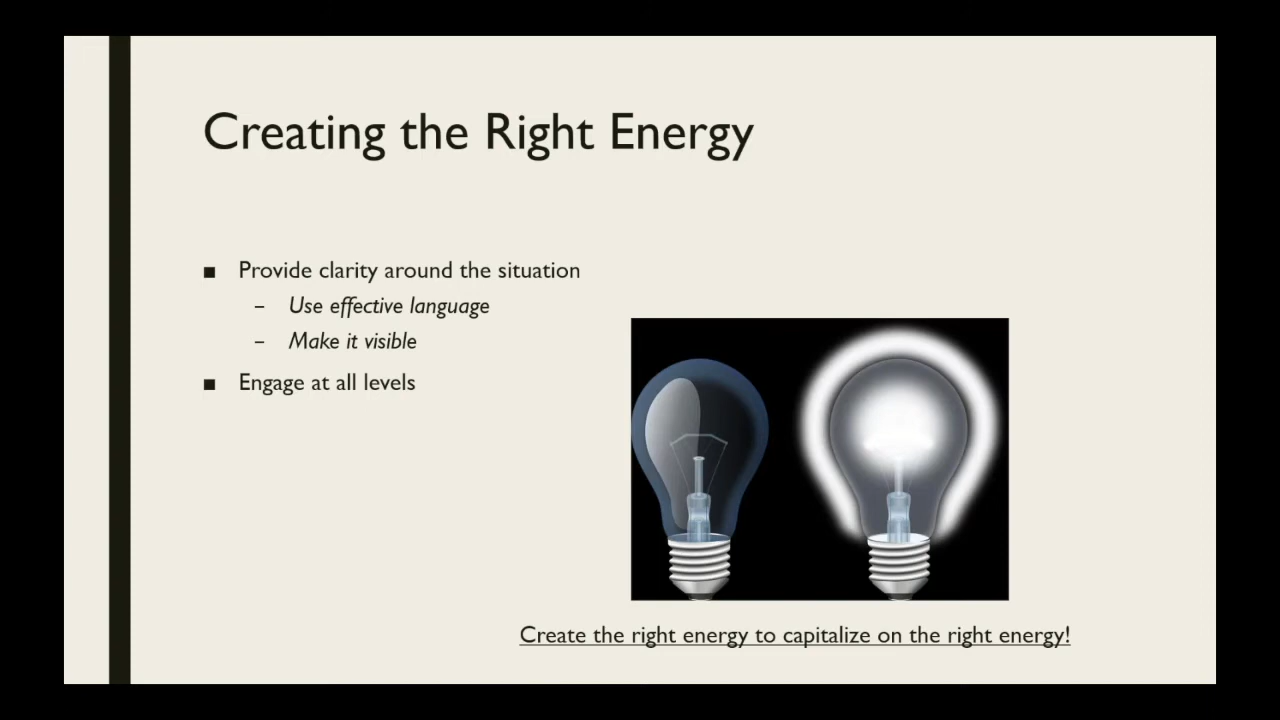 Creating the Right Energy
■ Provide clarity around the situation
– Use effective language
– Make it visible
■ Engage at all levels
Create the right energy to capitalize on the right energy!